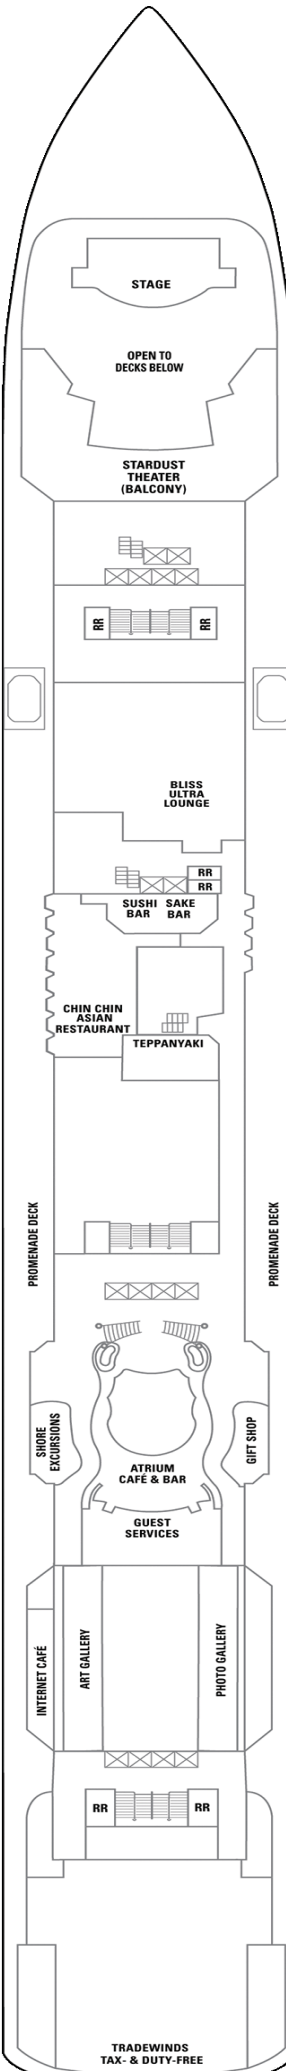 STAGE
OPEN TO
DECKS BELOW
STARDUST
THEATER
(BALCONY)
RR
RR
BLISS
ULTRA
LOUNGE
RR
RR
SUSHI
BAR
SAKE
BAR
CHIN CHIN
ASIAN
RESTAURANT
TEPPANYAKI
PROMENADE DECK
PROMENADE DECK
SHORE
EXCURSIONS
GIFT SHOP
ATRIUM
CAFÉ & BAR
GUEST
SERVICES
INTERNET CAFÉ
ART GALLERY
PHOTO GALLERY
RR
RR
TRADEWINDS
TAX- & DUTY-FREE